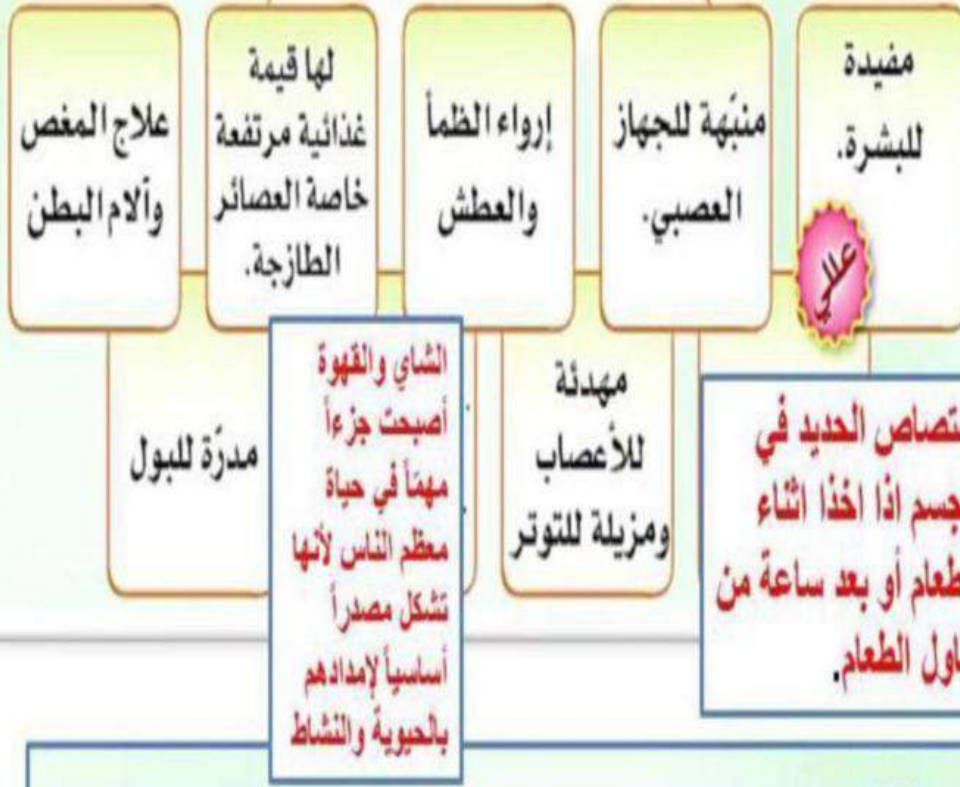 مفيدة
للبشرة.
منبّهة للجهاز
العصبي.
إرواء الظمأ
والعطش
لها قيمة
غذائية مرتفعة
خاصة العصائر
الطازجة.
علاج المغص
وآلام البطن
عللي
تصاص الحديد في
جسم اذا اخذا اثناء
طعام أو بعد ساعة من
اول الطعام.
مهدئة
للأعصاب
ومزيلة للتوتر
الشاي والقهوة
أصبحت جزءاً
مهمّاً في حياة
معظم الناس لأنها
تشكل مصدراً
أساسياً لإمدادهم
بالحيوية والنشاط
مدرّة للبول